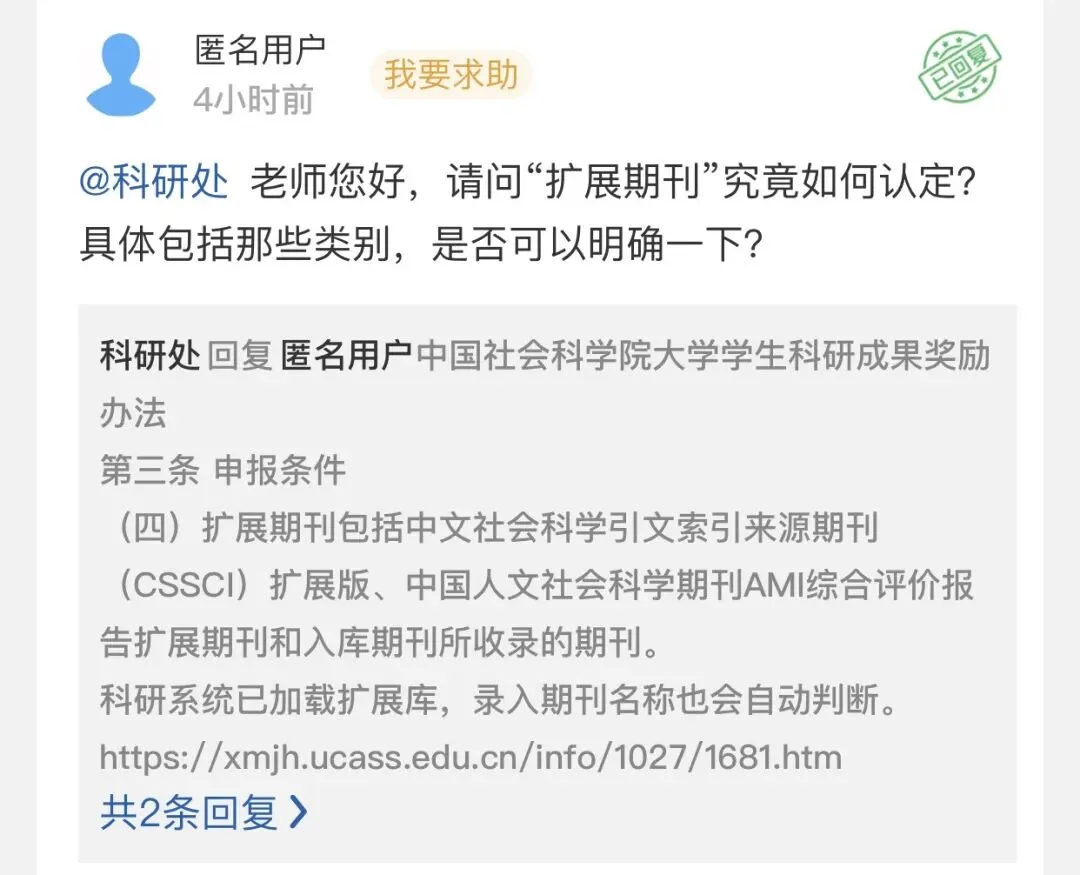 匿名用户
我要求助
已回复
4小时前
@科研处 老师您好，请问“扩展期刊”究竟如何认定？
具体包括那些类别，是否可以明确一下？
科研处回复匿名用户中国社会科学院大学学生科研成果奖励
办法
第三条 申报条件
（四）扩展期刊包括中文社会科学引文索引来源期刊
（CSSCI）扩展版、中国人文社会科学期刊AMI综合评价报
告扩展期刊和入库期刊所收录的期刊。
科研系统已加载扩展库，录入期刊名称也会自动判断。
https://xmjh.ucass.edu.cn/info/1027/1681.htm
共2条回复